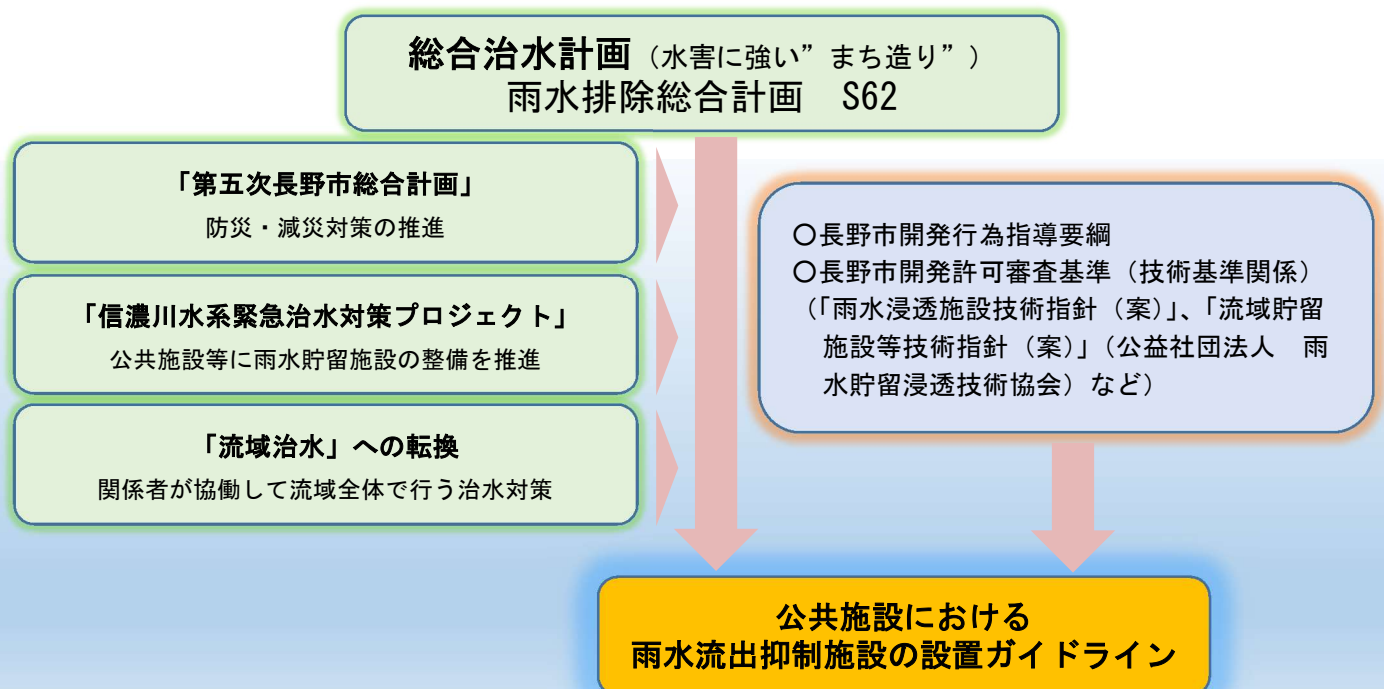 総合治水計画（水害に強い”まち造り”）
雨水排除総合計画　S62
「第五次長野市総合計画」
防災・減災対策の推進
「信濃川水系緊急治水対策プロジェクト」
公共施設等に雨水貯留施設の整備を推進
「流域治水」への転換
関係者が協働して流域全体で行う治水対策
〇長野市開発行為指導要綱
〇長野市開発許可審査基準（技術基準関係）
（「雨水浸透施設技術指針（案）」、「流域貯留
施設等技術指針（案）」（公益社団法人　雨
水貯留浸透技術協会）など）
公共施設における
雨水流出抑制施設の設置ガイドライン